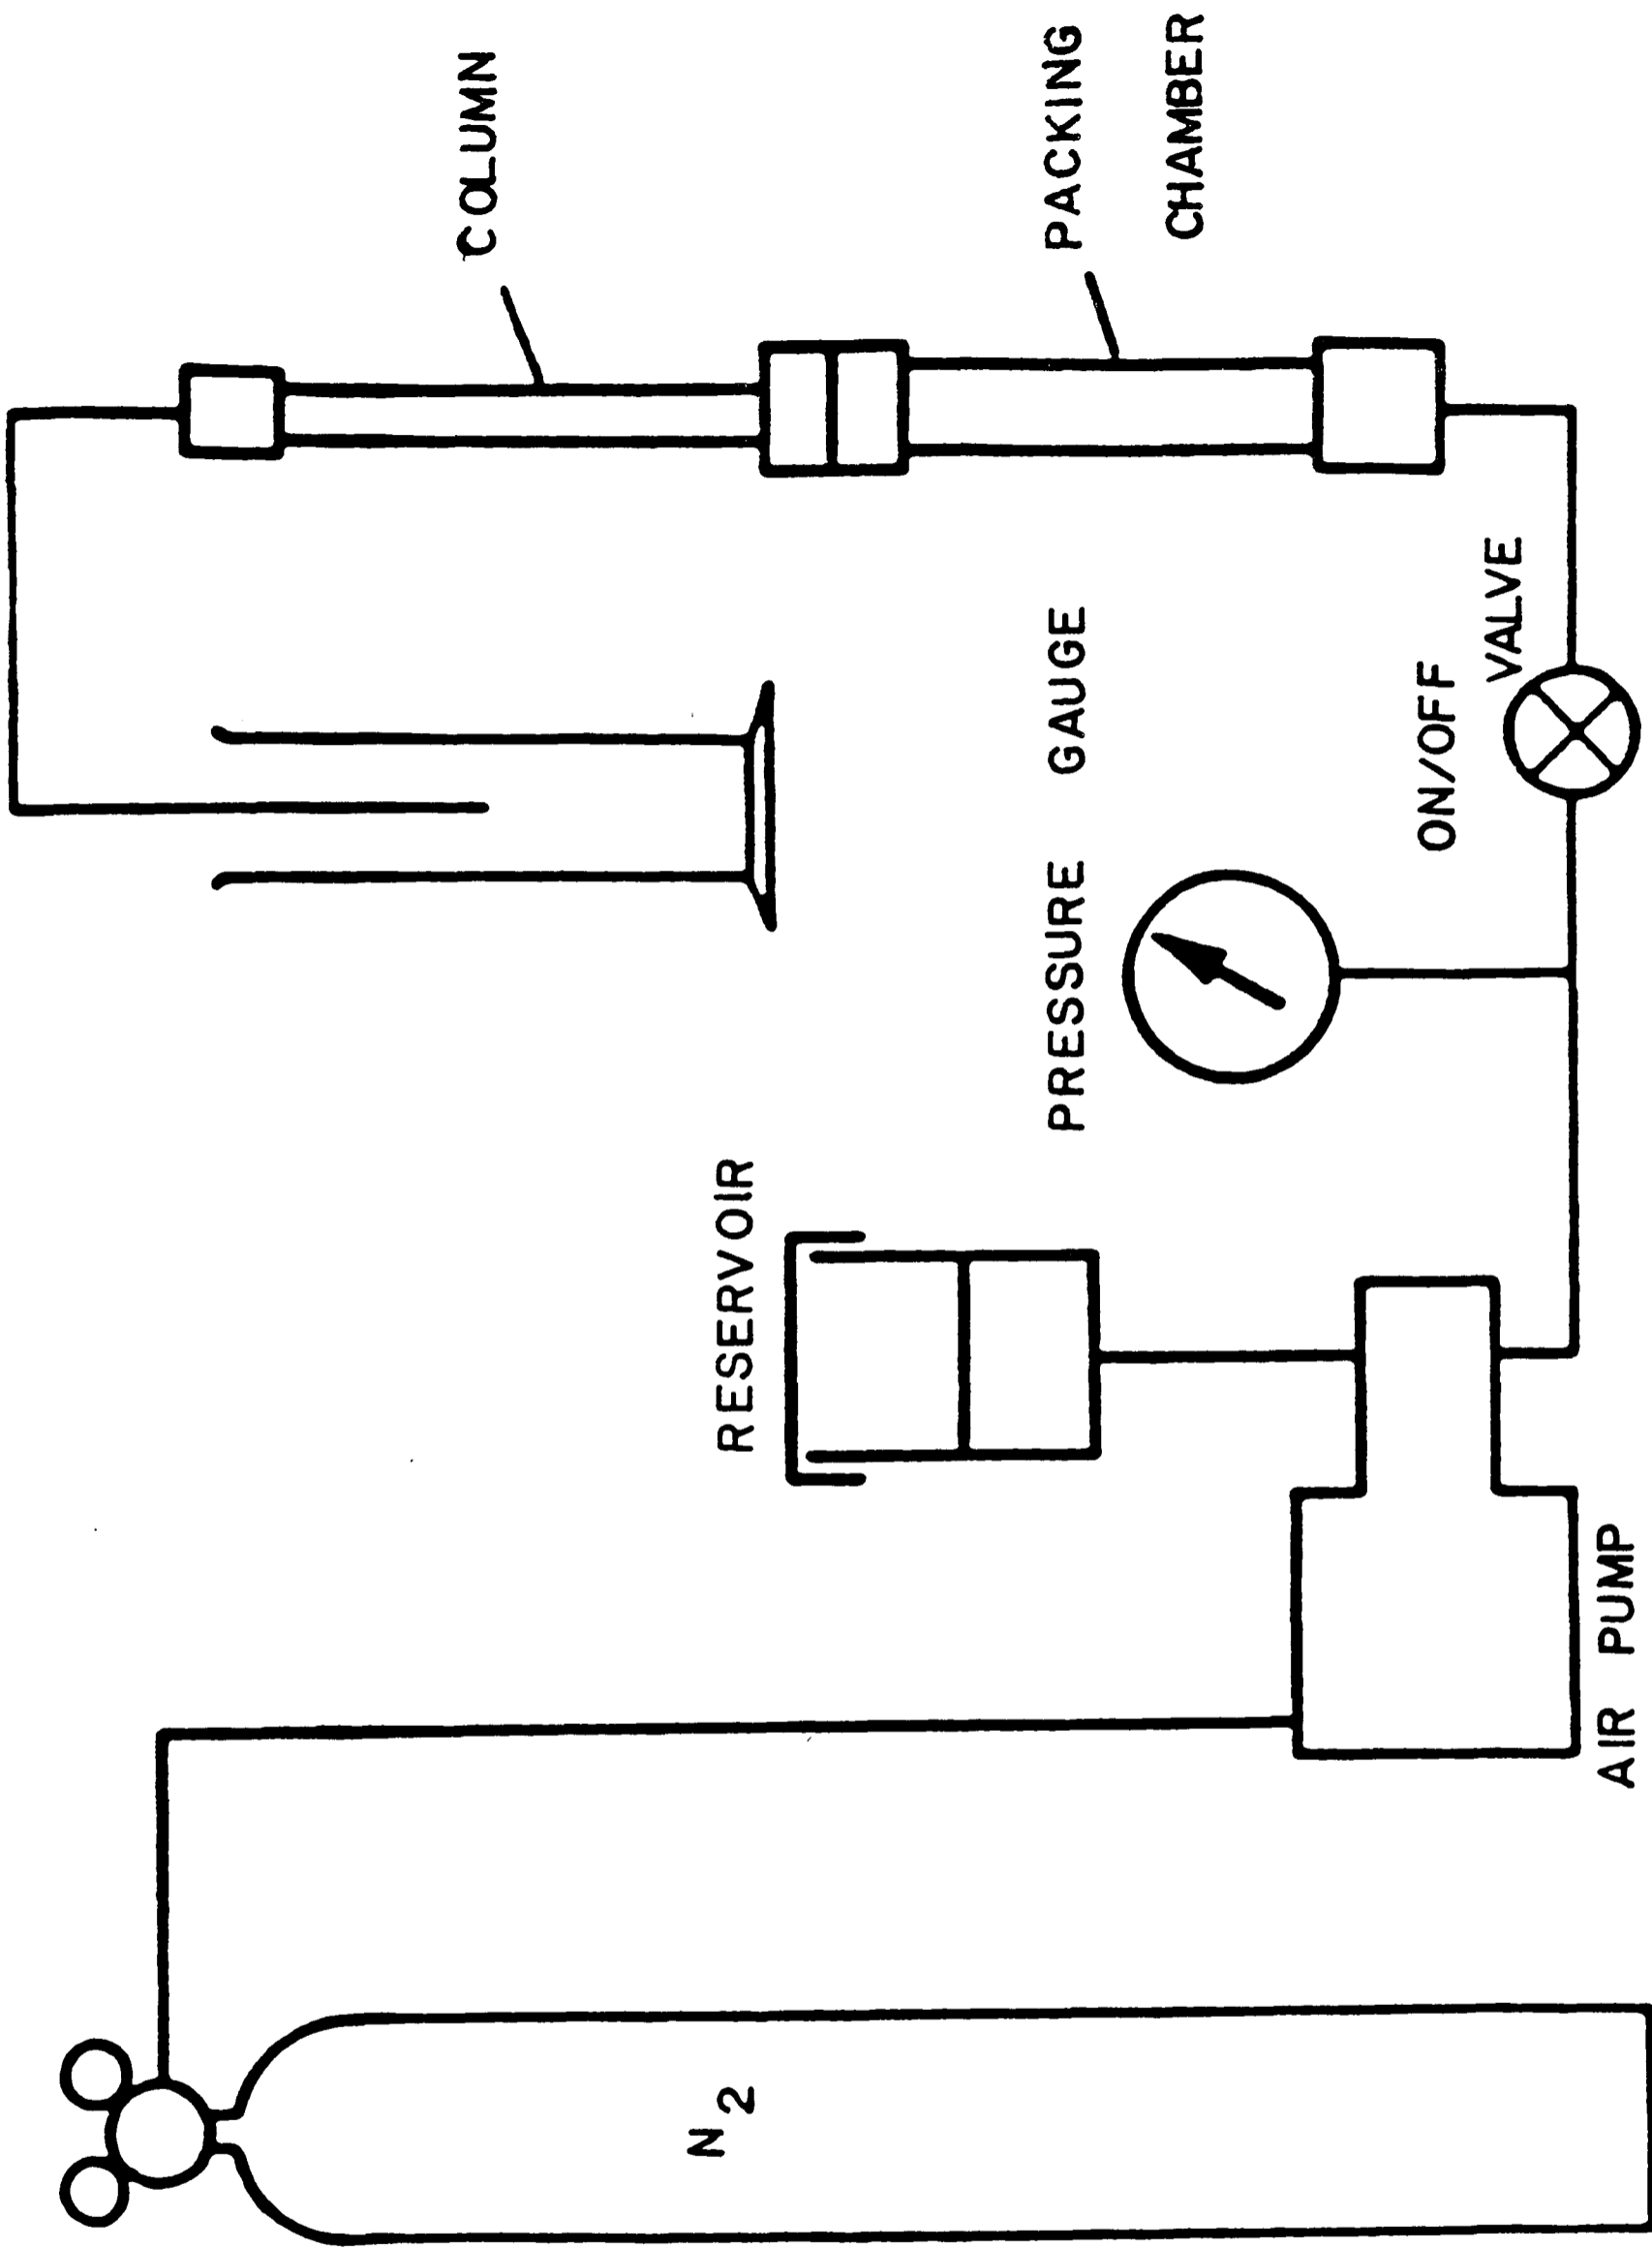 N2
AIR PUMP
RESERVOIR
PRESSURE GAUGE
ON/OFF
VALVE
COLUMN
PACKING
CHAMBER